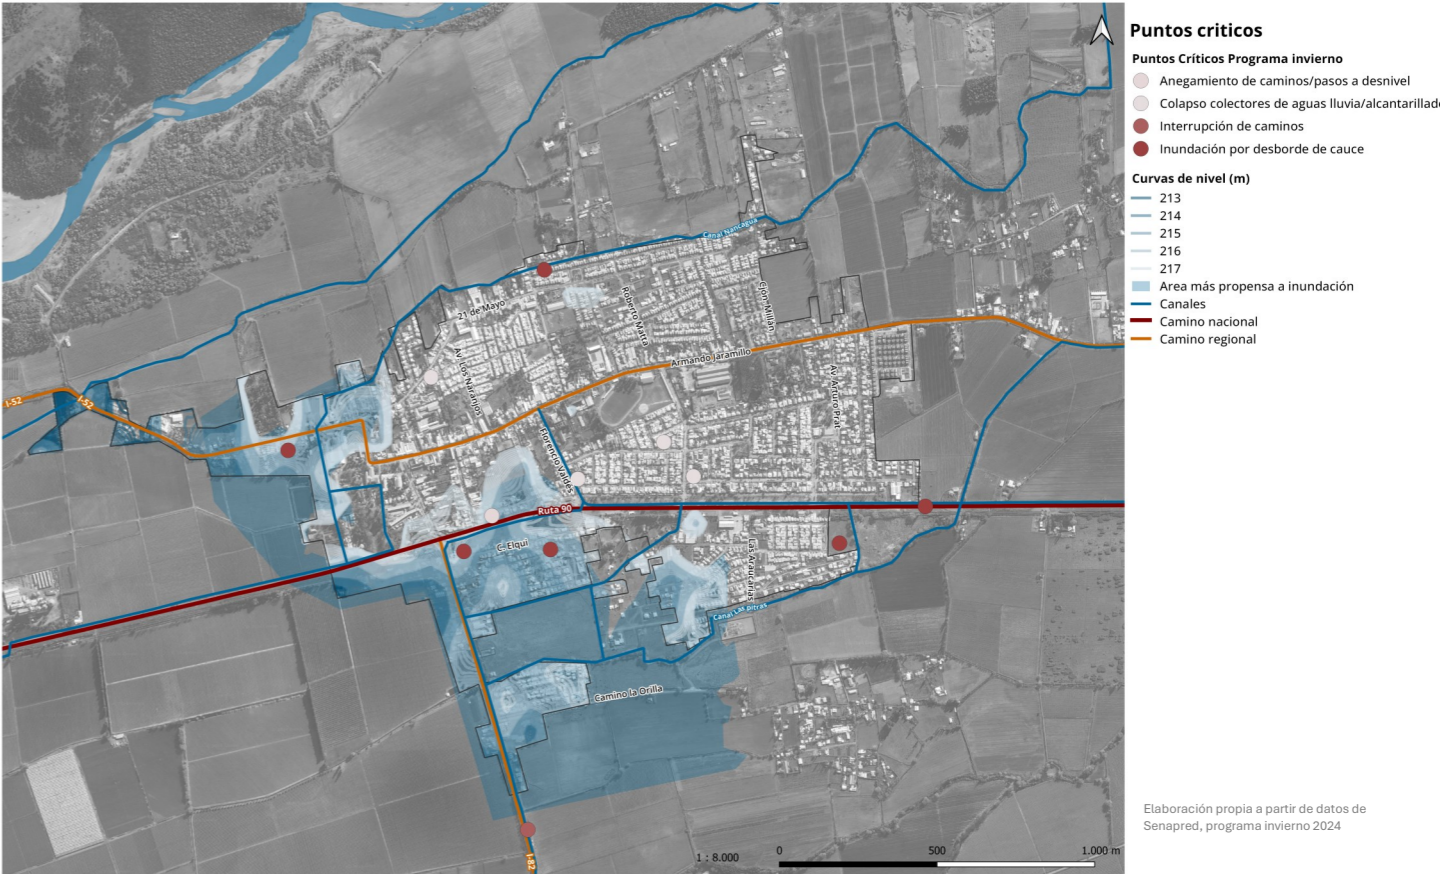 Puntos criticos
Puntos Críticos Programa invierno
Anegamiento de caminos/pasos a desnivel
Colapso colectores de aguas lluvia/alcantarillado
Interrupción de caminos
Inundación por desborde de cauce
Curvas de nivel (m)
213
214
215
216
217
Area más propensa a inundación
Canales
Camino nacional
Camino regional
Canal Nancagua
21 de Mayo
Roberto Matta
Cjon Millán
Av. Los Naranjos
Armando Jaramillo
Av. Arturo Prat
I-52
I-52
Florencio Valdés
Ruta 90
C. Elqui
Las Araucarias
Canal Las Pitras
Camino la Orilla
I-82
1 : 8.000
0 500 1.000 m
Elaboración propia a partir de datos de
Senapred, programa invierno 2024